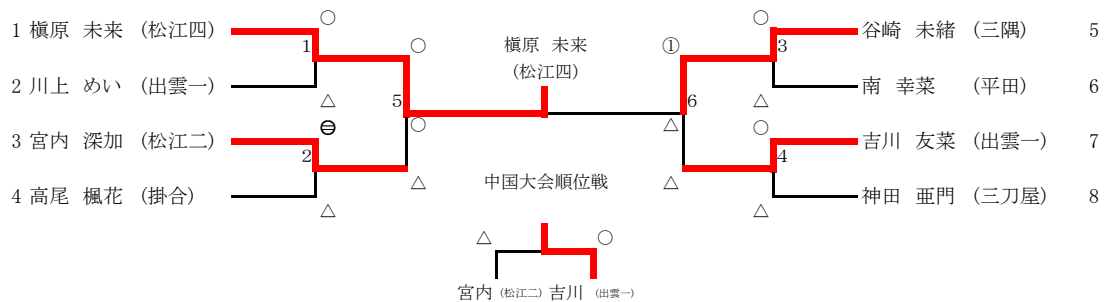 1 槇原 未来 (松江四)
2 川上 めい (出雲一)
3 宮内 深加 (松江二)
4 高尾 楓花 (掛合)
○
1
△
⊖
2
△
○
5
○
△
槇原 未来
(松江四)
中国大会順位戦
①
6
△
△
○
3
△
○
4
△
谷崎 未緒 (三隅) 5
南 幸菜 (平田) 6
吉川 友菜 (出雲一) 7
神田 亜門 (三刀屋) 8
△ ○
宮内 (松江二) 吉川 (出雲一)